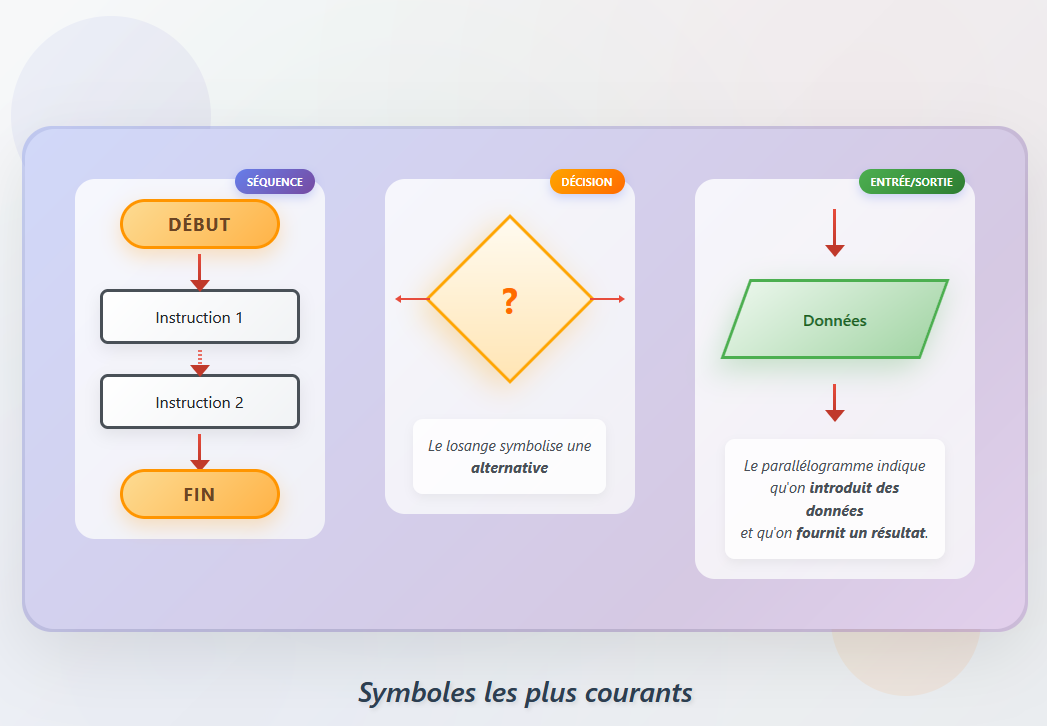 SÉQUENCE
DÉBUT
Instruction 1
Instruction 2
FIN
DÉCISION
?
Le losange symbolise une
alternative
ENTRÉE/SORTIE
Données
Le parallélogramme indique
qu'on introduit des
données
et qu'on fournit un résultat.
Symboles les plus courants